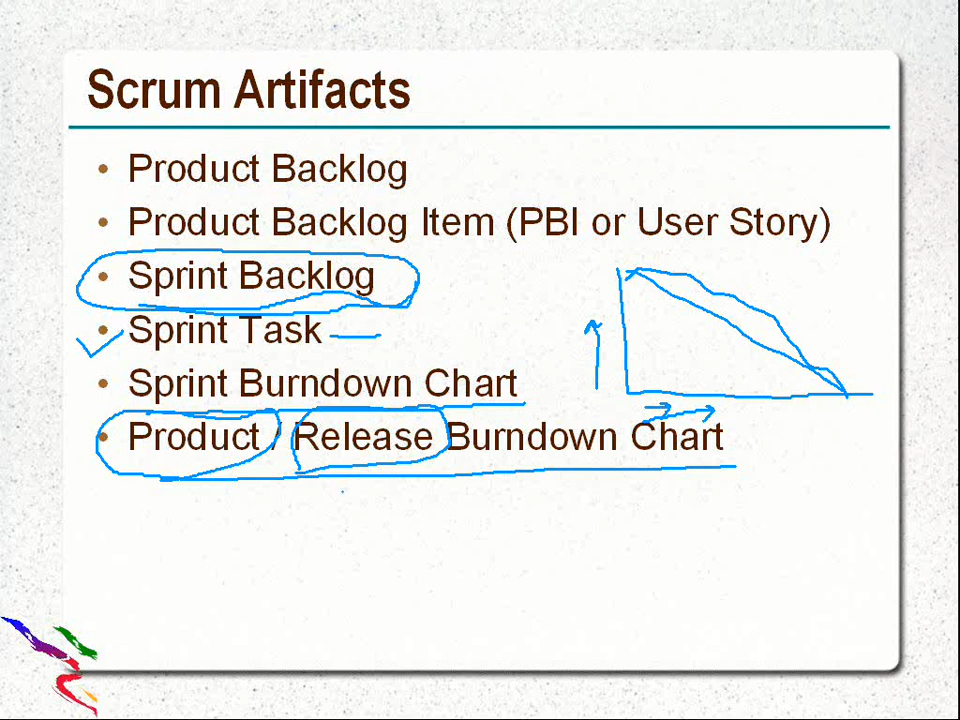 Scrum Artifacts
• Product Backlog
• Product Backlog Item (PBI or User Story)
• Sprint Backlog
• Sprint Task
• Sprint Burndown Chart
• Product / Release Burndown Chart